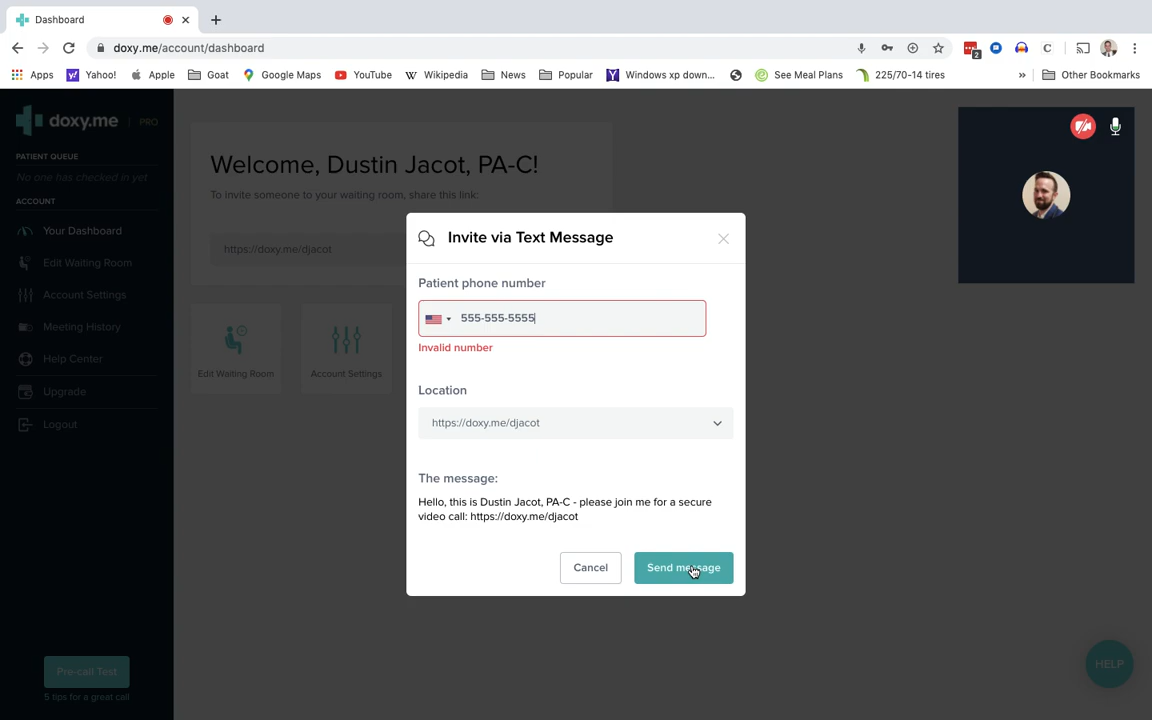 Dashboard
doxy.me/account/dashboard
2
C
Apps
Yahoo!
Apple
Goat
Google Maps
YouTube
W Wikipedia
News
Popular
Windows xp down...
See Meal Plans
225/70-14 tires
»
Other Bookmarks
doxy.me | PRO
PATIENT QUEUE
No one has checked in yet
ACCOUNT
Your Dashboard
Edit Waiting Room
Account Settings
Meeting History
Help Center
Upgrade
Logout
Pre-call Test
5 tips for a great call
Welcome, Dustin Jacot, PA-C!
To invite someone to your waiting room, share this link:
https://doxy.me/djacot
Edit Waiting Room
Account Settings
Invite via Text Message
Patient phone number
555-555-5555
Invalid number
Location
https://doxy.me/djacot
The message:
Hello, this is Dustin Jacot, PA-C - please join me for a secure
video call: https://doxy.me/djacot
Cancel
Send message
HELP